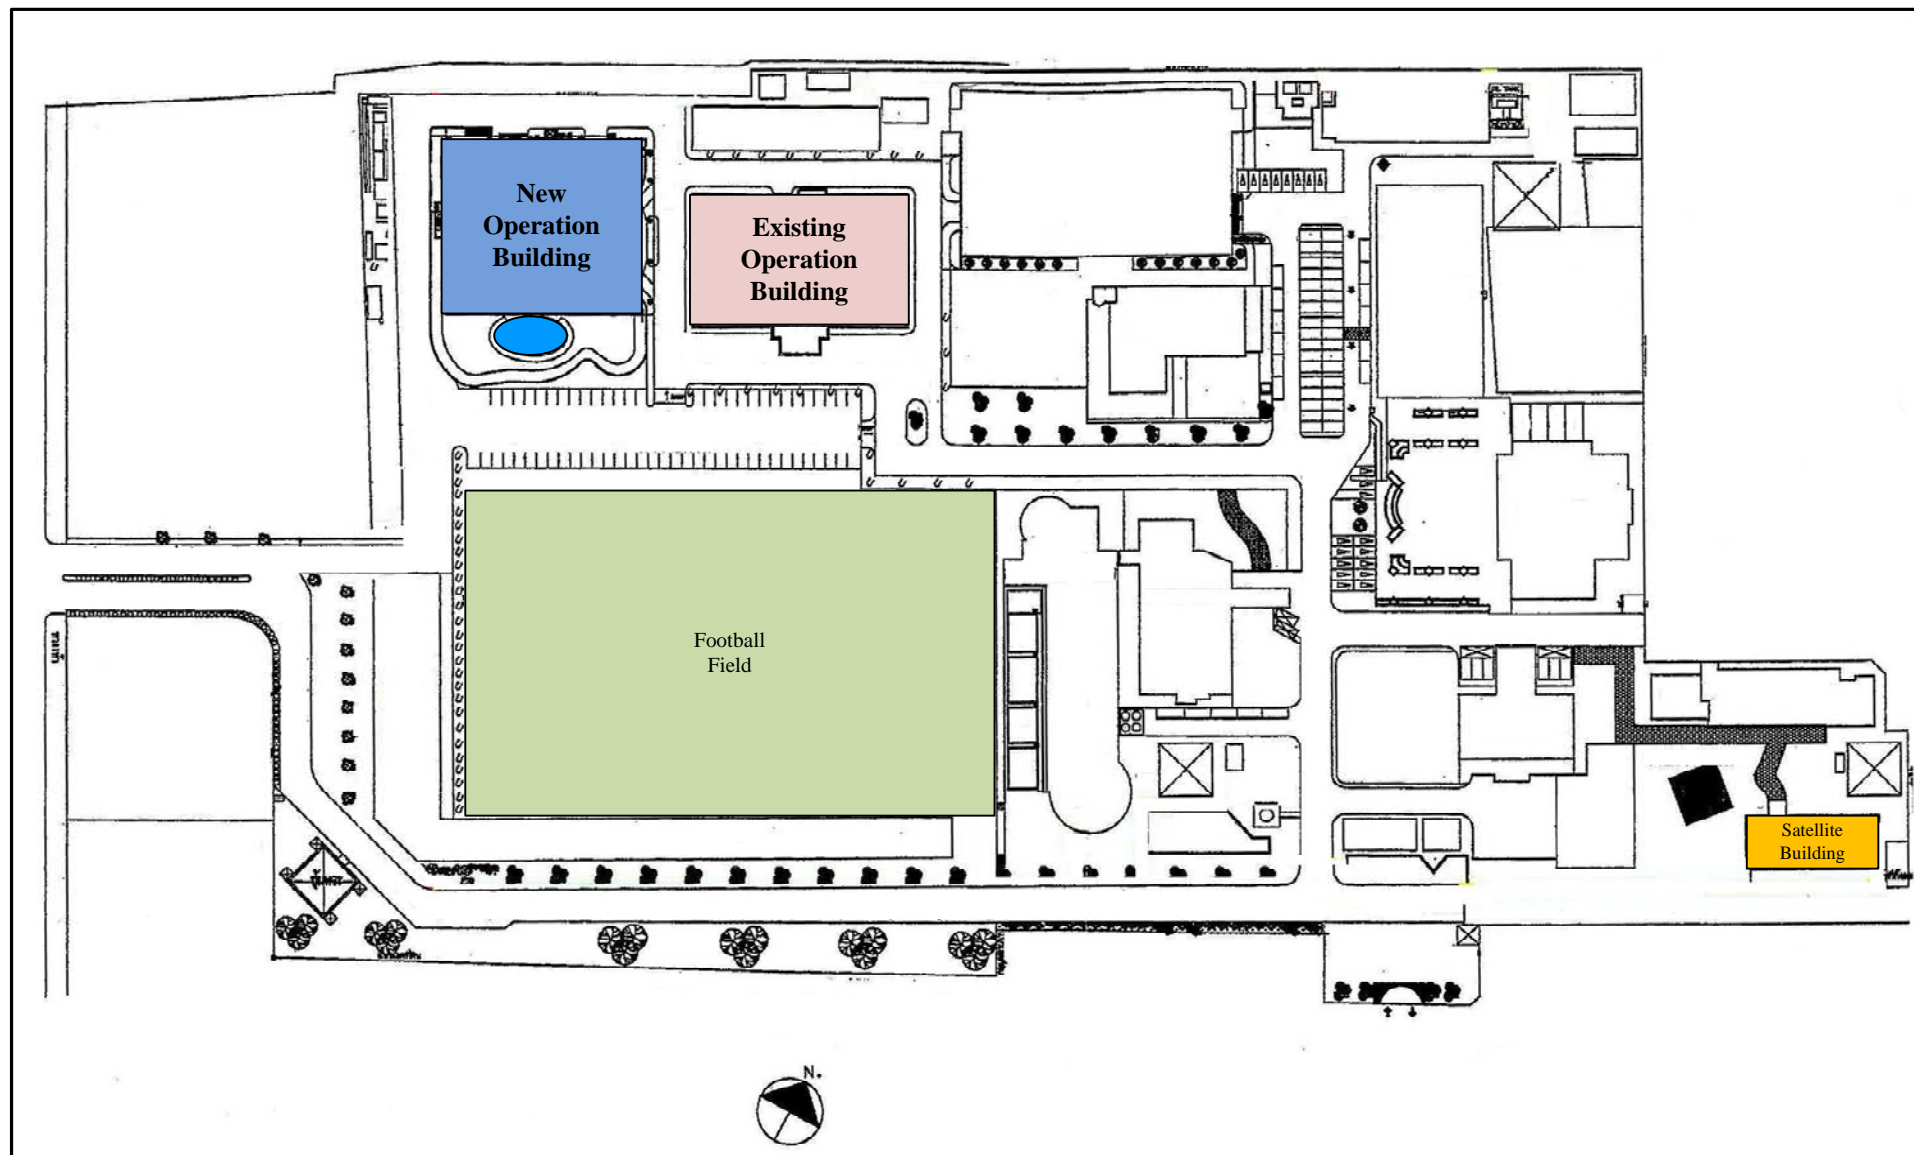 New
Operation
Building
Existing
Operation
Building
Football
Field
Satellite
Building
N.